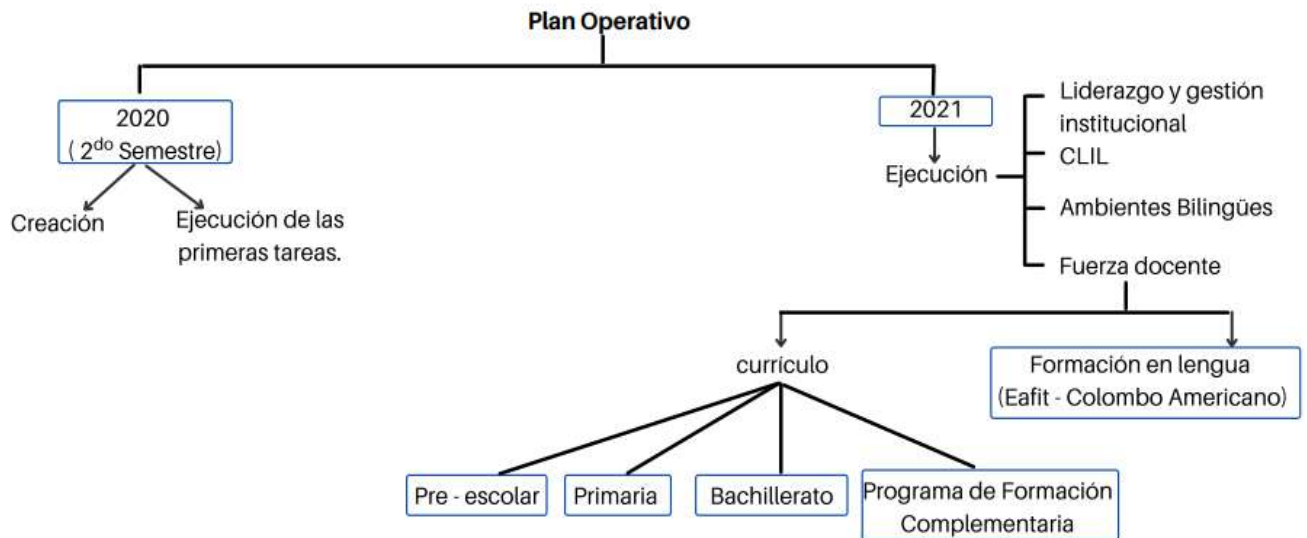 Plan Operativo
2020
( 2do Semestre)
Creación
Ejecución de las
primeras tareas.
2021
Ejecución
Liderazgo y gestión
institucional
CLIL
Ambientes Bilingües
Fuerza docente
currículo
Formación en lengua
(Eafit - Colombo Americano)
Pre - escolar
Primaria
Bachillerato
Programa de Formación
Complementaria